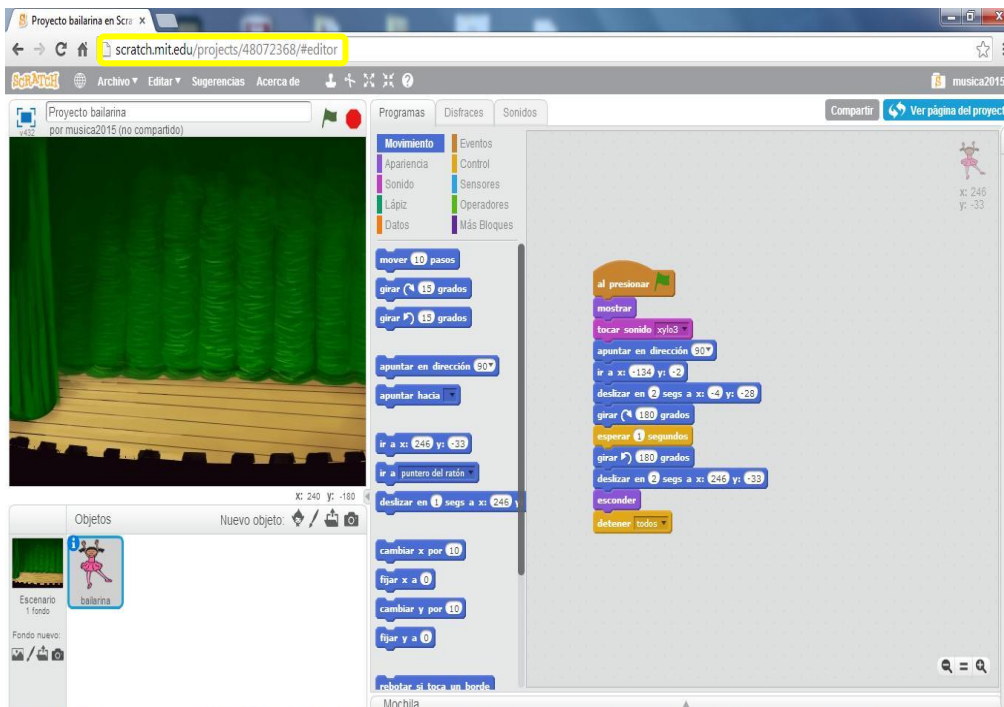 Proyecto bailarina en Scra x
scratch.mit.edu/projects/48072368/#editor
SCRATCH Archivo Editar Sugerencias Acerca de musica2015
Proyecto bailarina
v432 por musica2015 (no compartido)
Programas Disfraces Sonidos
Compartir Ver página del proyect
Movimiento Eventos
Apariencia Control
Sonido Sensores
Lápiz Operadores
Datos Más Bloques
x: 246
y: -33
mover 10 pasos
girar 15 grados
girar 15 grados
apuntar en dirección 90
apuntar hacia
ir a x: 246 y: -33
ir a puntero del ratón
deslizar en 1 segs a x: 246 y
cambiar x por 10
fijar x a 0
cambiar y por 10
fijar y a 0
rebotar si toca un borde
al presionar
mostrar
tocar sonido xylo3
apuntar en dirección 90
ir a x: -134 y: -2
deslizar en 2 segs a x: -4 y: -28
girar 180 grados
esperar 1 segundos
girar 180 grados
deslizar en 2 segs a x: 246 y: -33
esconder
detener todos
X: 240 Y: -180
Objetos Nuevo objeto:
Escenario
1 fondo
bailarina
Fondo nuevo:
Mochila